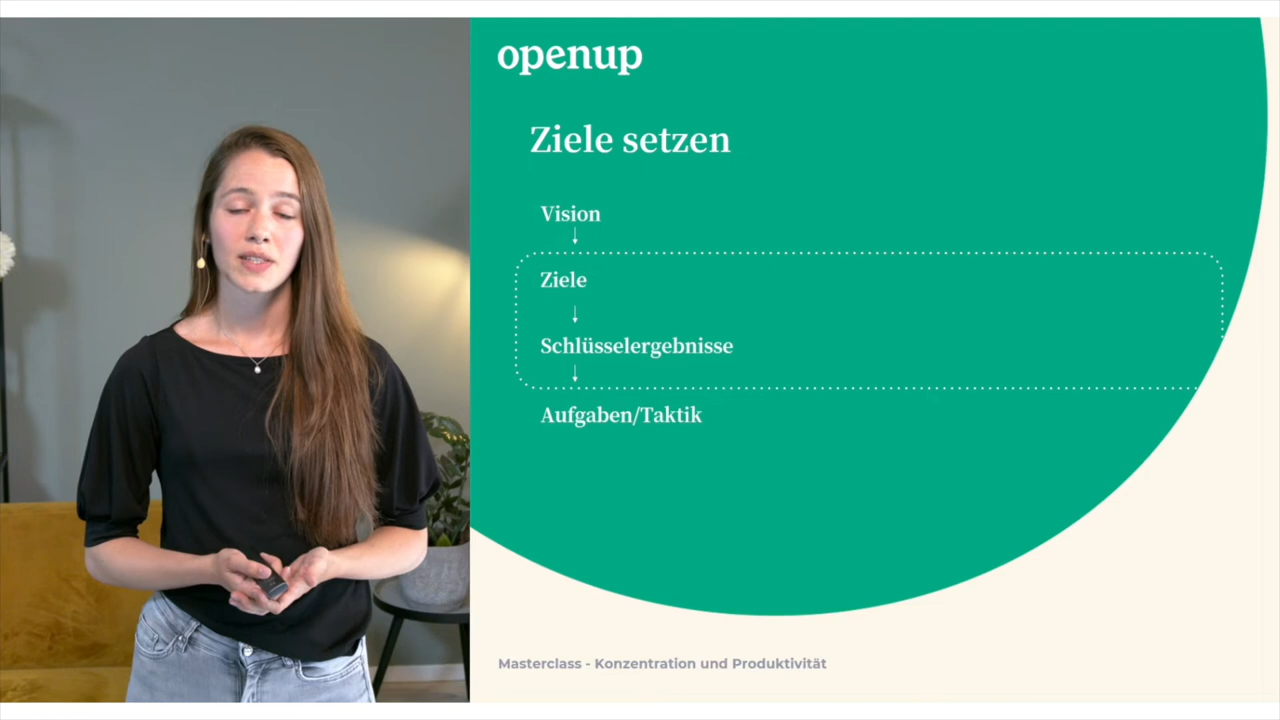 openup
Ziele setzen
Vision
Ziele
Schlüsselergebnisse
Aufgaben/Taktik
Masterclass - Konzentration und Produktivität